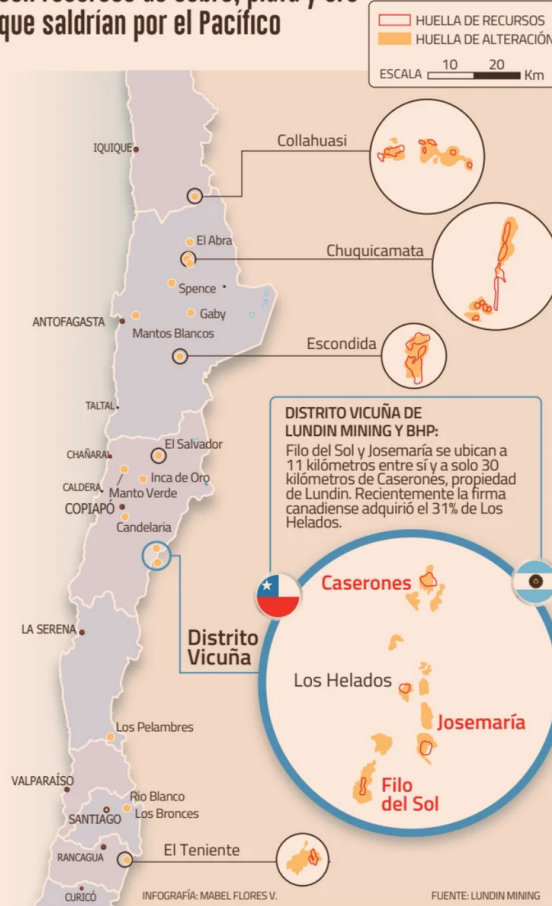 que saldrían por el Pacífico
HUELLA DE RECURSOS
HUELLA DE ALTERACIÓN
ESCALA 10 20 Km
IQUIQUE
Collahuasi
El Abra
Chuquicamata
Spence
Gaby
ANTOFAGASTA
Mantos Blancos
Escondida
TALTAL
DISTRITO VICUÑA DE
LUNDIN MINING Y BHP:
Filo del Sol y Josemaría se ubican a
11 kilómetros entre sí y a solo 30
kilómetros de Caserones, propiedad
de Lundin. Recientemente la firma
canadiense adquirió el 31% de Los
Helados.
El Salvador
CHAÑARAL
Inca de Oro
CALDERA
Manto Verde
COPIAPÓ
Candelaria
Caserones
LA SERENA
Distrito
Vicuña
Los Helados
Josemaría
Filo
del Sol
Los Pelambres
VALPARAÍSO
Río Blanco
Los Bronces
SANTIAGO
RANCAGUA
El Teniente
CURICÓ
INFOGRAFÍA: MABEL FLORES V.
FUENTE: LUNDIN MINING